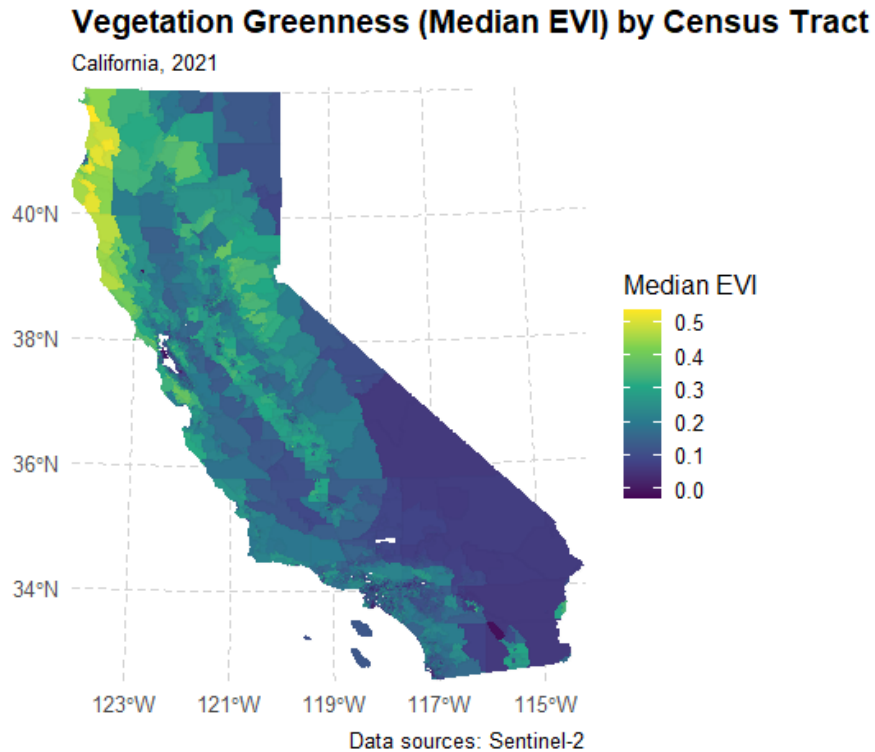 Vegetation Greenness (Median EVI) by Census Tract
California, 2021
40°N
38°N
36°N
34°N
123°W 121°W 119°W 117°W 115°W
Median EVI
0.5
0.4
0.3
0.2
0.1
0.0
Data sources: Sentinel-2